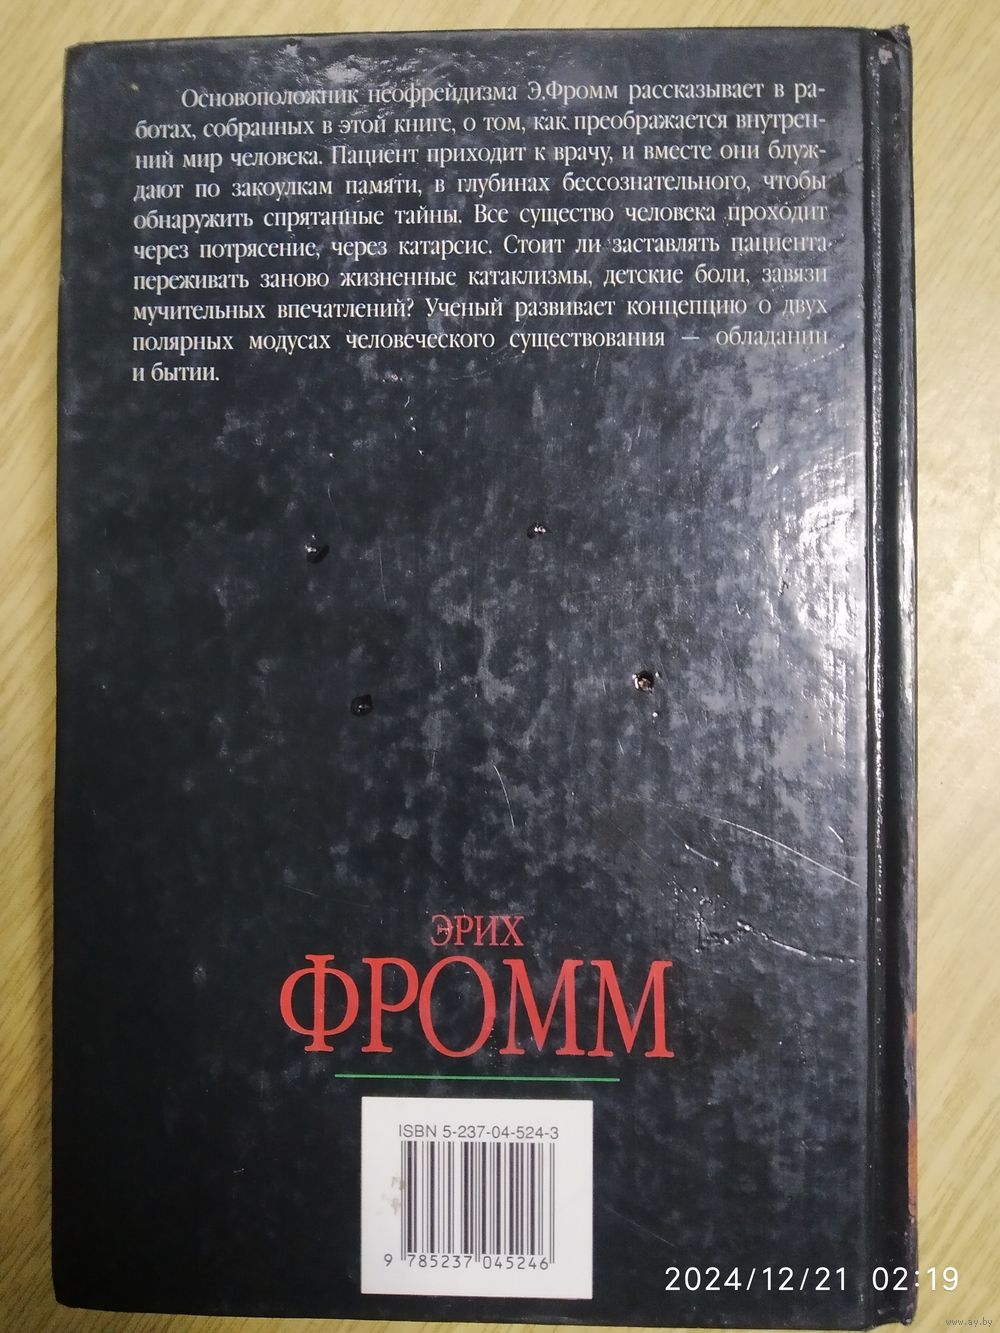 Основоположник неофрейдизма Э.Фромм рассказывает в ра-
ботах, собранных в этой книге, о том, как преображается внутрен-
ний мир человека. Пациент приходит к врачу, и вместе они блуж-
дают по закоулкам памяти, в глубинах бессознательного, чтобы
обнаружить спрятанные тайны. Все существо человека проходит
через потрясение, через катарсис. Стоит ли заставлять пациента
переживать заново жизненные катаклизмы, детские боли, завязи
мучительных впечатлений? Ученый развивает концепцию о двух
полярных модусах человеческого существования — обладании
и бытии.
ЭРИХ
ФРОММ
ISBN 5-237-04-524-3
9 785237 045246
2024/12/21 02:19
www.ay.by